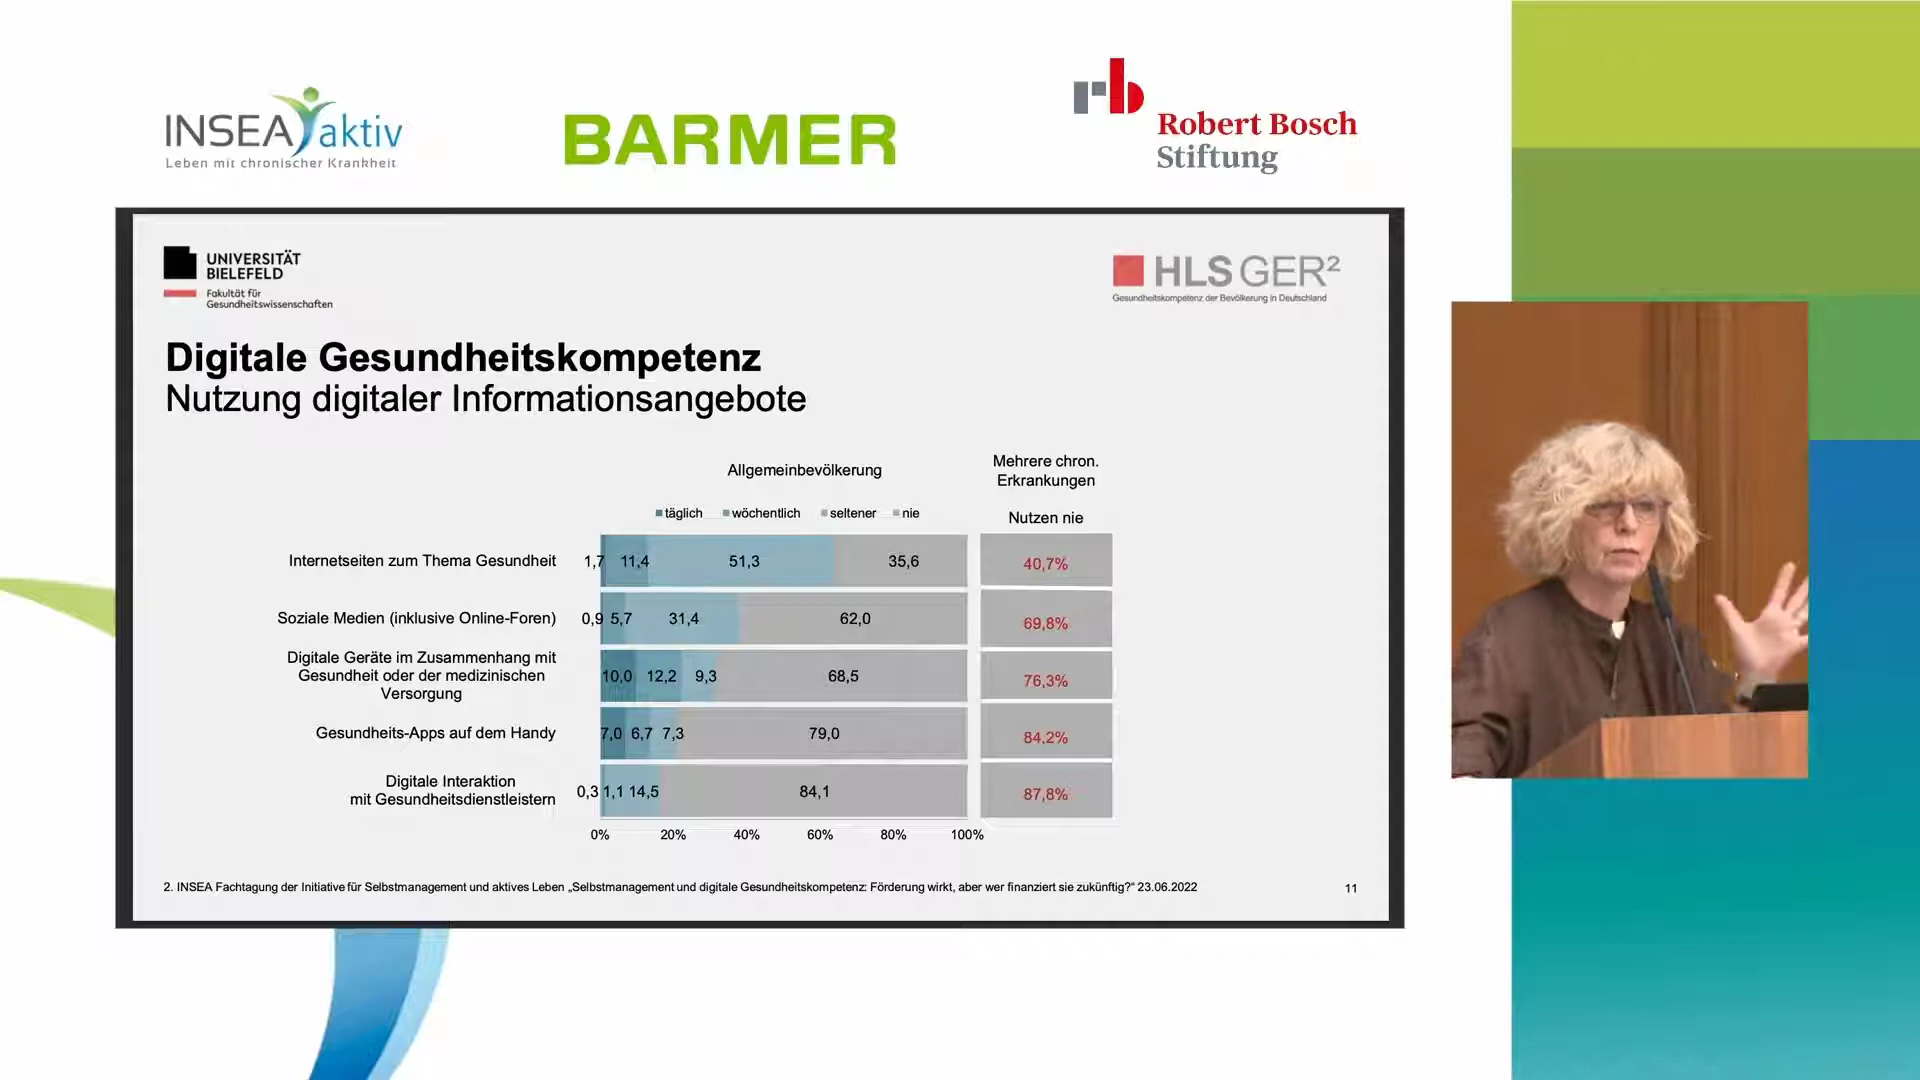 INSEA aktiv
Leben mit chronischer Krankheit
BARMER
rb
Robert Bosch
Stiftung
UNIVERSITÄT
BIELEFELD
Fakultät für
Gesundheitswissenschaften
HLS GER²
Gesundheitskompetenz der Bevölkerung in Deutschland
Digitale Gesundheitskompetenz
Nutzung digitaler Informationsangebote
Allgemeinbevölkerung
Mehrere chron.
Erkrankungen
täglich wöchentlich seltener nie
Nutzen nie
Internetseiten zum Thema Gesundheit 1,7 11,4 51,3 35,6 40,7%
Soziale Medien (inklusive Online-Foren) 0,9 5,7 31,4 62,0 69,8%
Digitale Geräte im Zusammenhang mit
Gesundheit oder der medizinischen
Versorgung
10,0 12,2 9,3 68,5 76,3%
Gesundheits-Apps auf dem Handy 7,0 6,7 7,3 79,0 84,2%
Digitale Interaktion
mit Gesundheitsdienstleistern
0,3 1,1 14,5 84,1 87,8%
0% 20% 40% 60% 80% 100%
2. INSEA Fachtagung der Initiative für Selbstmanagement und aktives Leben „Selbstmanagement und digitale Gesundheitskompetenz: Förderung wirkt, aber wer finanziert sie zukünftig?“ 23.06.2022
11